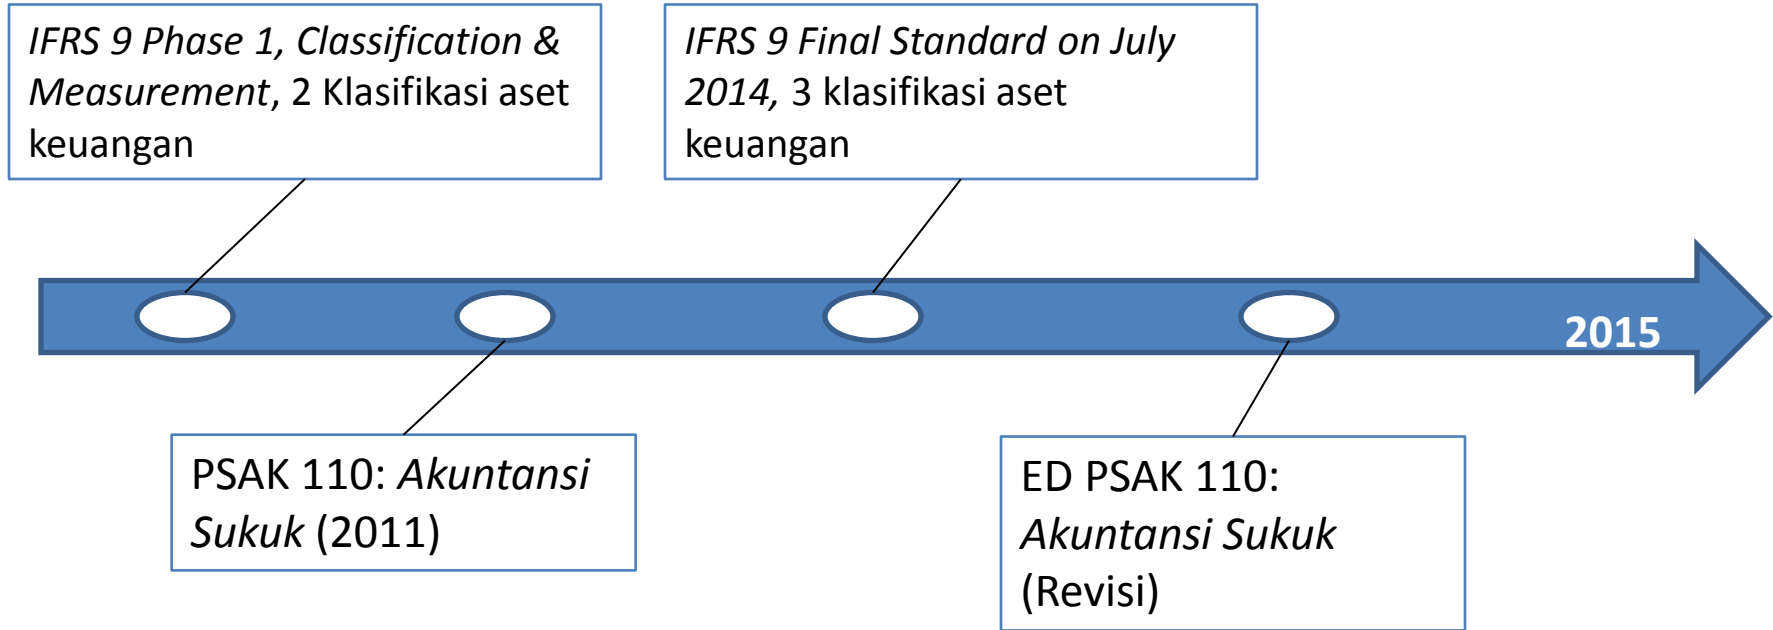 IFRS 9 Phase 1, Classification &
Measurement, 2 Klasifikasi aset
keuangan
IFRS 9 Final Standard on July
2014, 3 klasifikasi aset
keuangan
2015
PSAK 110: Akuntansi
Sukuk (2011)
ED PSAK 110:
Akuntansi Sukuk
(Revisi)